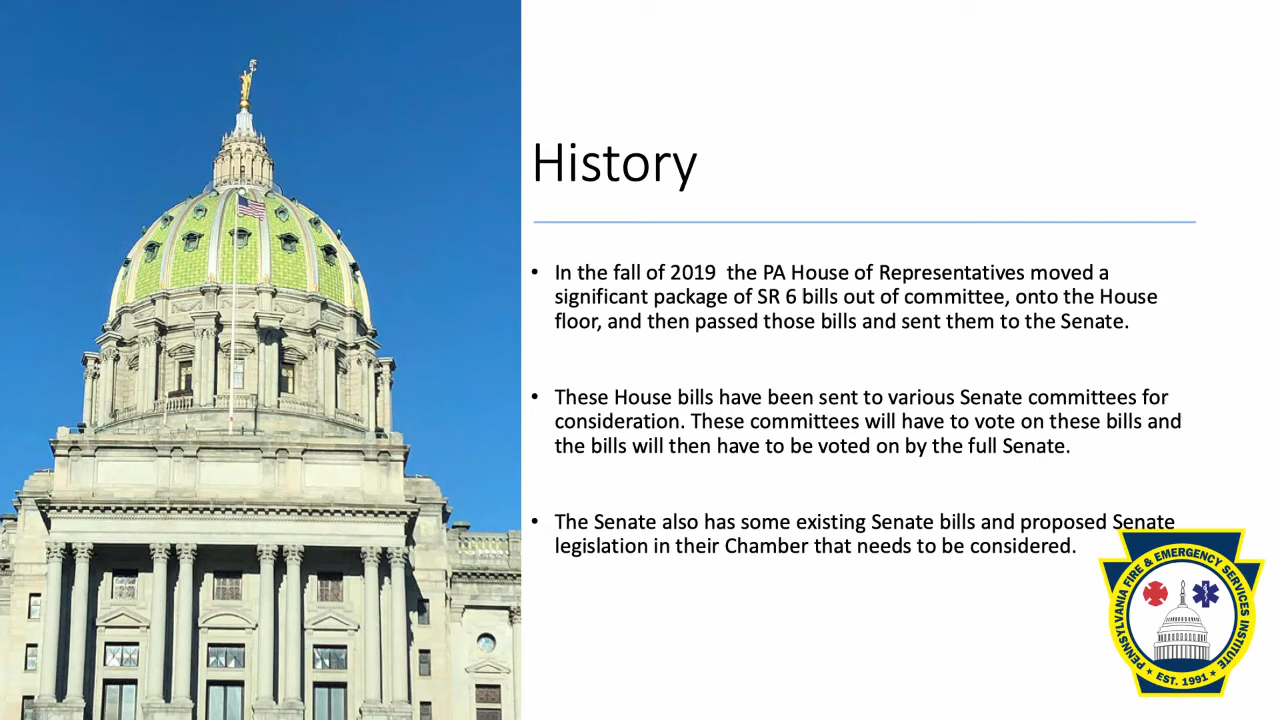 History
• In the fall of 2019  the PA House of Representatives moved a
significant package of SR 6 bills out of committee, onto the House
floor, and then passed those bills and sent them to the Senate.
• These House bills have been sent to various Senate committees for
consideration. These committees will have to vote on these bills and
the bills will then have to be voted on by the full Senate.
• The Senate also has some existing Senate bills and proposed Senate
legislation in their Chamber that needs to be considered.
PENNSYLVANIA FIRE & EMERGENCY SERVICES INSTITUTE
★ EST. 1991 ★